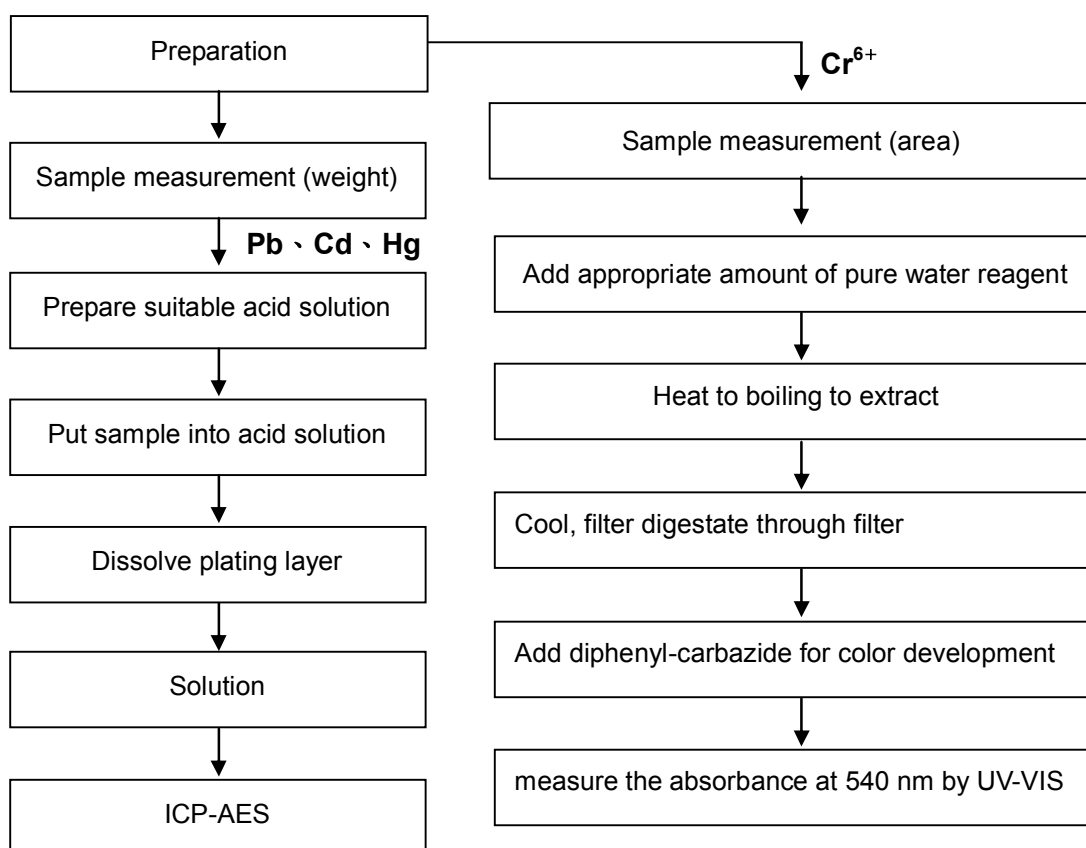 Preparation
Sample measurement (weight)
Pb、Cd、Hg
Prepare suitable acid solution
Put sample into acid solution
Dissolve plating layer
Solution
ICP-AES
Cr⁶⁺
Sample measurement (area)
Add appropriate amount of pure water reagent
Heat to boiling to extract
Cool, filter digestate through filter
Add diphenyl-carbazide for color development
measure the absorbance at 540 nm by UV-VIS